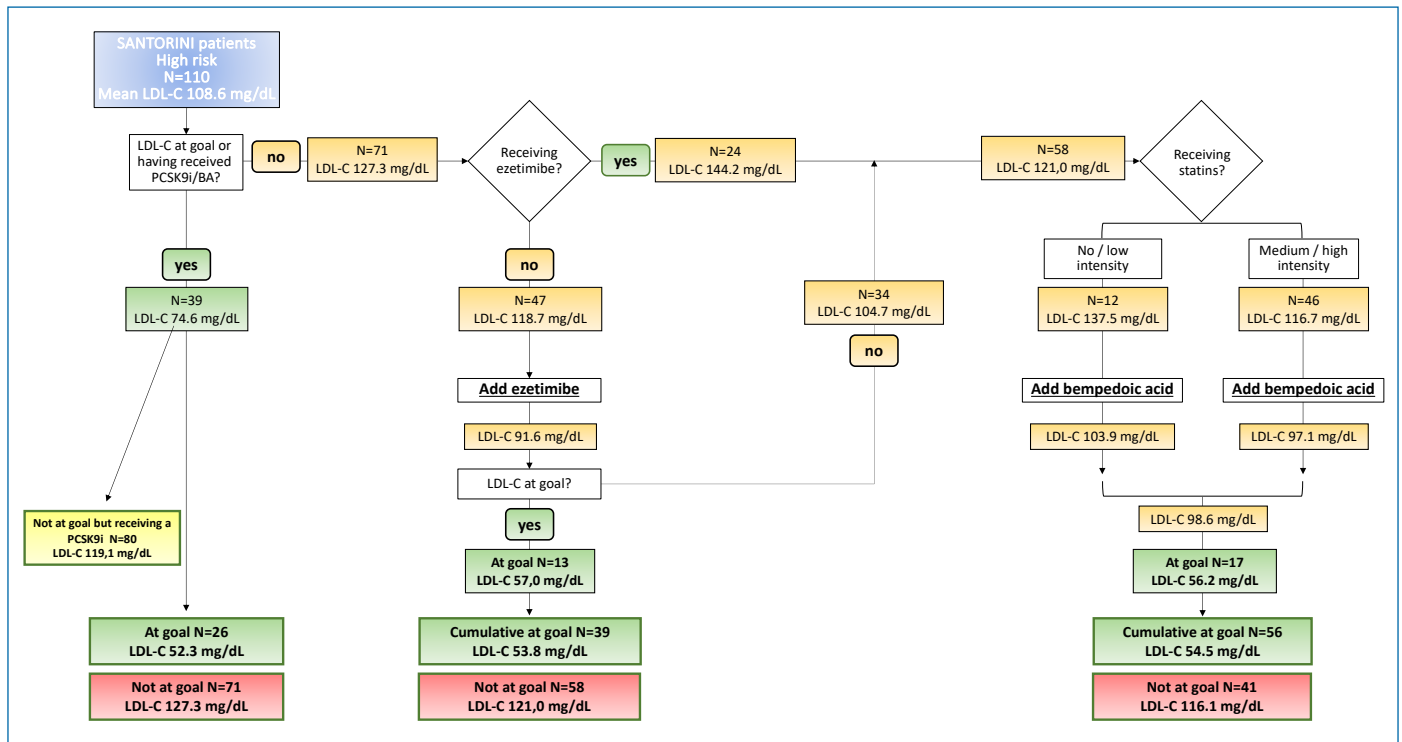 SANTORINI patients
High risk
N=110
Mean LDL-C 108.6 mg/dL
LDL-C at goal or
having received
PCSK9i/BA?
no
N=71
LDL-C 127.3 mg/dL
Receiving
ezetimibe?
yes
N=24
LDL-C 144.2 mg/dL
N=58
LDL-C 121,0 mg/dL
Receiving
statins?
yes
N=39
LDL-C 74.6 mg/dL
no
N=47
LDL-C 118.7 mg/dL
Add ezetimibe
LDL-C 91.6 mg/dL
LDL-C at goal?
N=34
LDL-C 104.7 mg/dL
no
No / low
intensity
N=12
LDL-C 137.5 mg/dL
Add bempedoic acid
LDL-C 103.9 mg/dL
Medium / high
intensity
N=46
LDL-C 116.7 mg/dL
Add bempedoic acid
LDL-C 97.1 mg/dL
Not at goal but receiving a
PCSK9i N=80
LDL-C 119,1 mg/dL
yes
At goal N=13
LDL-C 57,0 mg/dL
LDL-C 98.6 mg/dL
At goal N=17
LDL-C 56.2 mg/dL
At goal N=26
LDL-C 52.3 mg/dL
Not at goal N=71
LDL-C 127.3 mg/dL
Cumulative at goal N=39
LDL-C 53.8 mg/dL
Not at goal N=58
LDL-C 121,0 mg/dL
Cumulative at goal N=56
LDL-C 54.5 mg/dL
Not at goal N=41
LDL-C 116.1 mg/dL